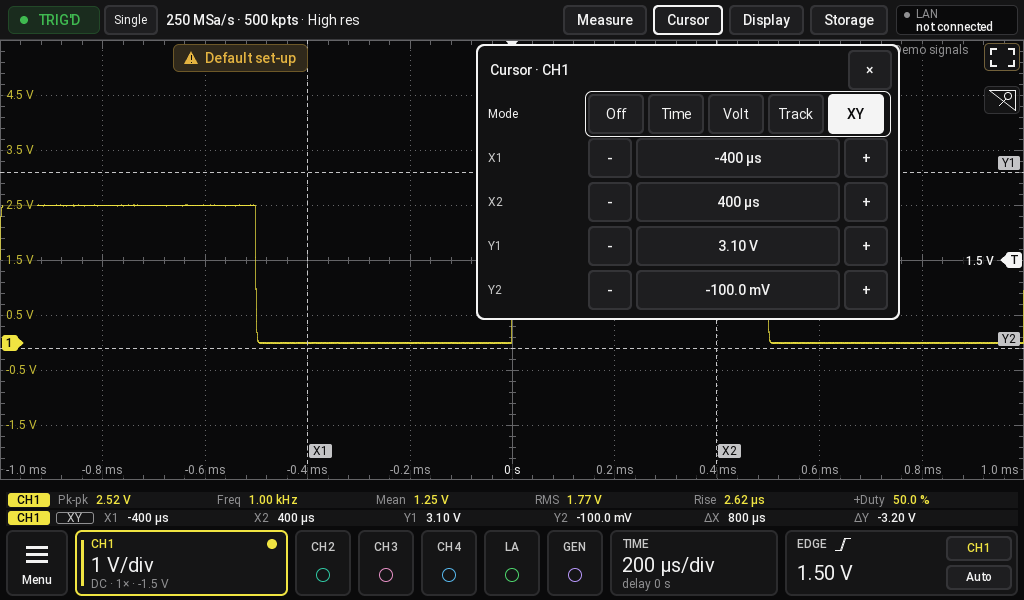 TRIG'D Single 250 MSa/s · 500 kpts · High res Measure Cursor Display Storage LAN
not connected
Default set-up
Cursor · CH1 ×
emo signals
Mode Off Time Volt Track XY
X1 - -400 µs +
X2 - 400 µs +
Y1 - 3.10 V +
Y2 - -100.0 mV +
4.5 V
3.5 V
Y1
2.5 V
1.5 V
1.5 V T
0.5 V
1
Y2
-0.5 V
-1.5 V
X1 X2
-1.0 ms -0.8 ms -0.6 ms -0.4 ms -0.2 ms 0 s 0.2 ms 0.4 ms 0.6 ms 0.8 ms 1.0 ms
CH1 Pk-pk 2.52 V Freq 1.00 kHz Mean 1.25 V RMS 1.77 V Rise 2.62 µs +Duty 50.0 %
CH1 XY X1 -400 µs X2 400 µs Y1 3.10 V Y2 -100.0 mV ΔX 800 µs ΔY -3.20 V
Menu
CH1
1 V/div
DC · 1× · -1.5 V
CH2
CH3
CH4
LA
GEN
TIME
200 µs/div
delay 0 s
EDGE
1.50 V
CH1
Auto